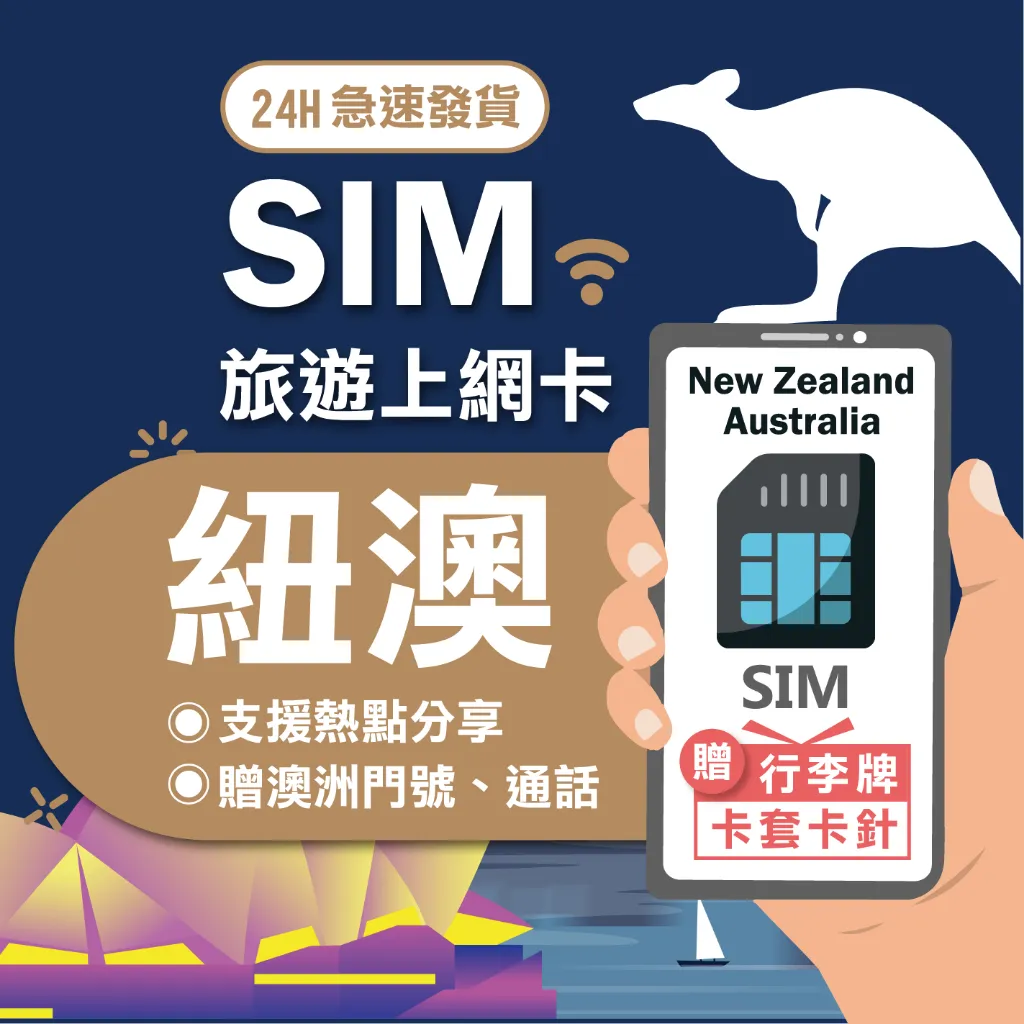 24H 急速發貨
SIM
旅遊上網卡
紐澳
支援熱點分享
贈澳洲門號、通話
New Zealand
Australia
SIM
贈 行李牌
卡套卡針